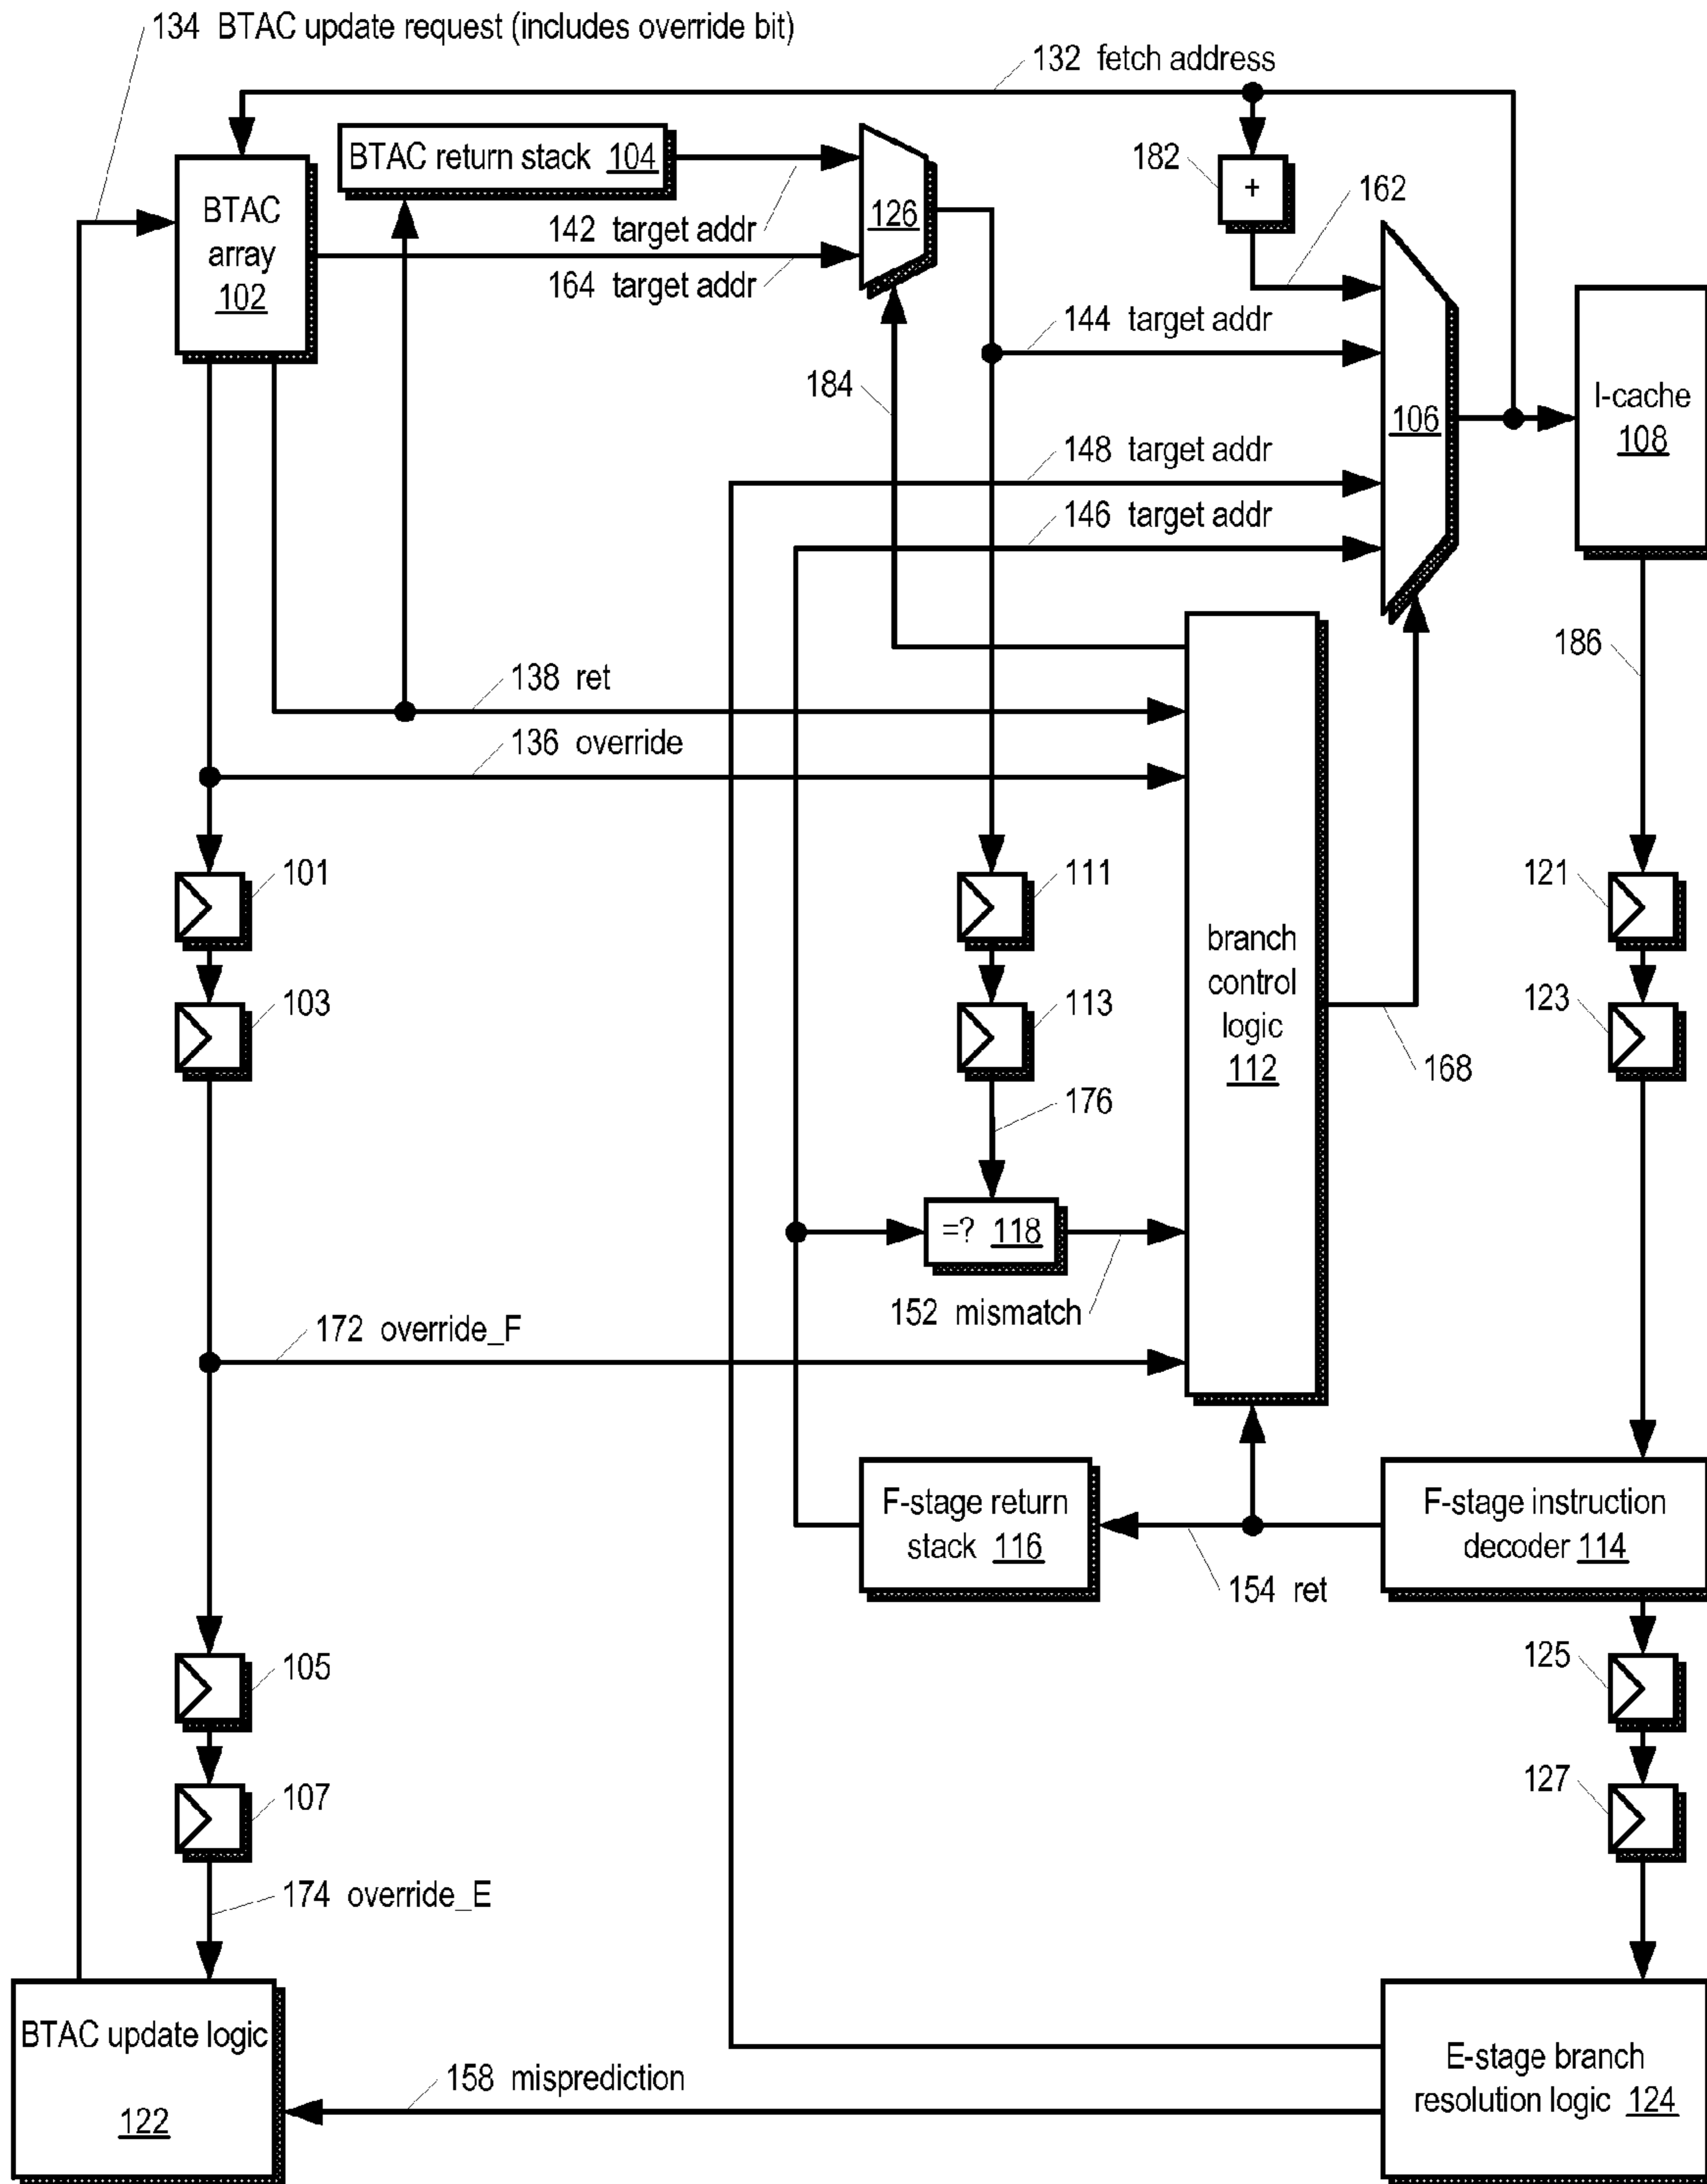 134 BTAC update request (includes override bit)
132 fetch address
BTAC return stack 104
182
+
162
BTAC
array
102
126
142 target addr
164 target addr
144 target addr
I-cache
108
184
106
148 target addr
146 target addr
186
138 ret
136 override
101
111
121
branch
control
logic
112
103
113
123
168
176
=? 118
152 mismatch
172 override_F
F-stage return
stack 116
F-stage instruction
decoder 114
154 ret
105
125
107
127
174 override_E
BTAC update logic
122
E-stage branch
resolution logic 124
158 misprediction